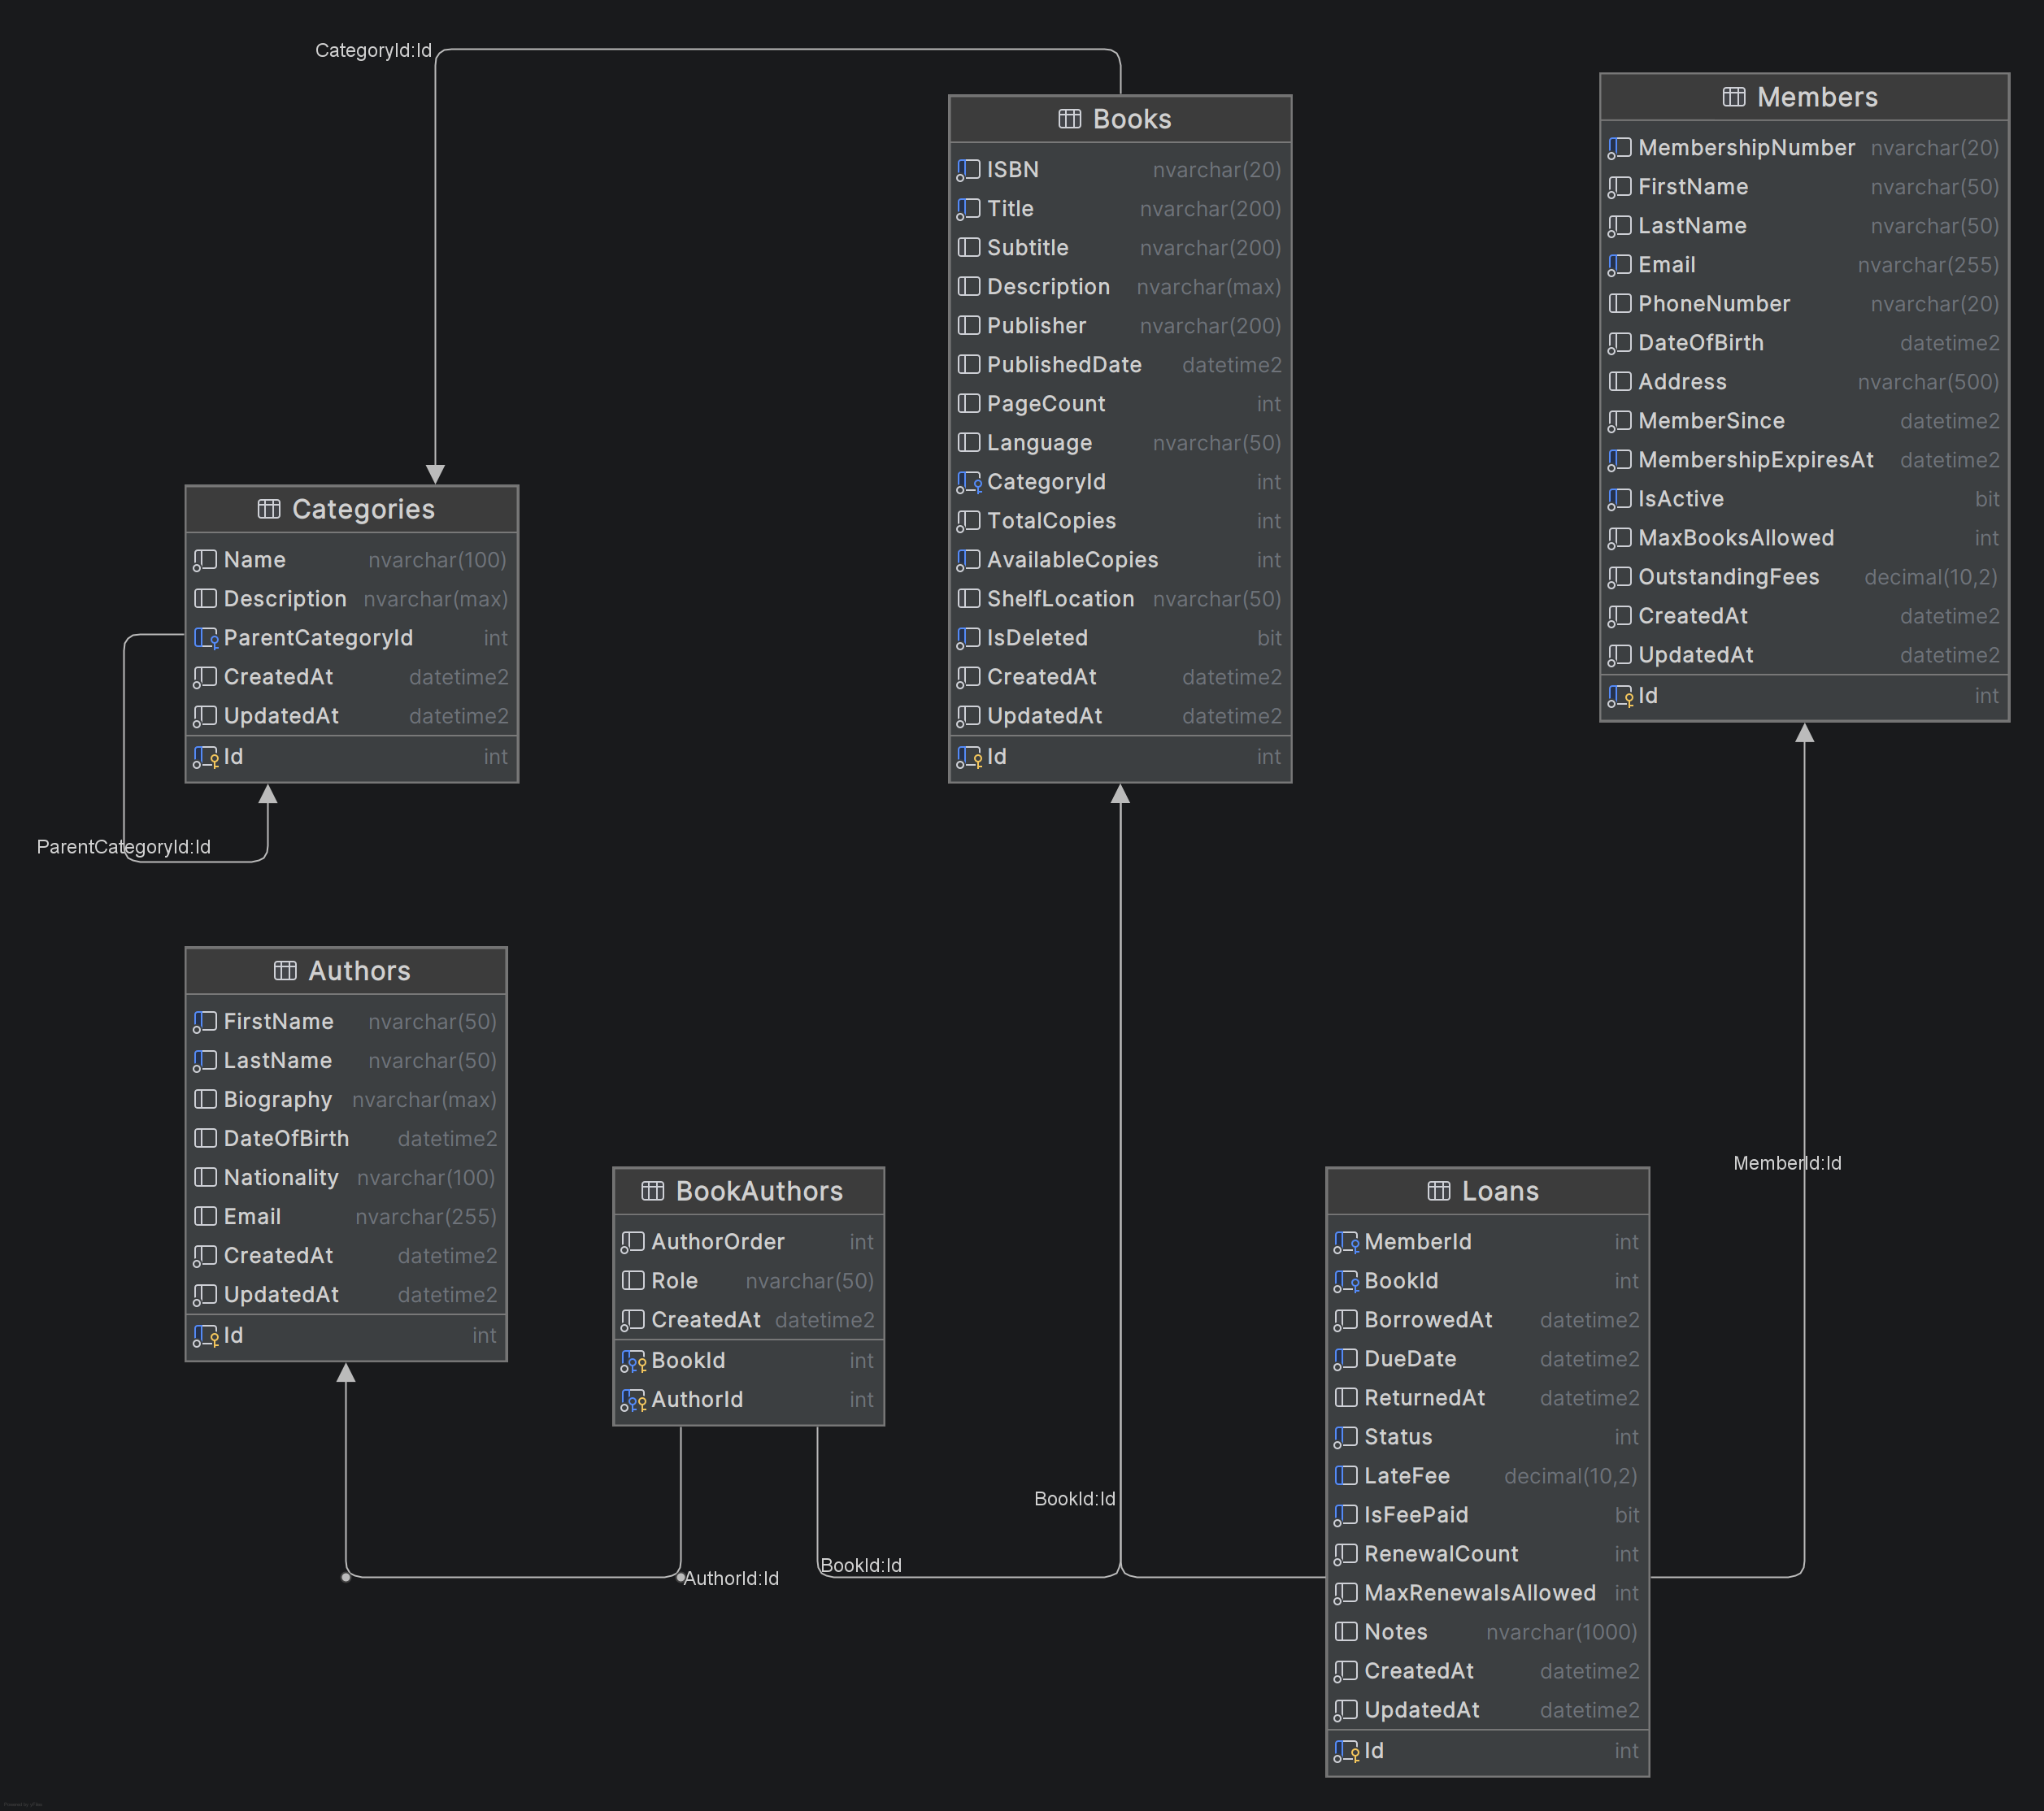 CategoryId:Id
Books
ISBN nvarchar(20)
Title nvarchar(200)
Subtitle nvarchar(200)
Description nvarchar(max)
Publisher nvarchar(200)
PublishedDate datetime2
PageCount int
Language nvarchar(50)
CategoryId int
TotalCopies int
AvailableCopies int
ShelfLocation nvarchar(50)
IsDeleted bit
CreatedAt datetime2
UpdatedAt datetime2
Id int
Members
MembershipNumber nvarchar(20)
FirstName nvarchar(50)
LastName nvarchar(50)
Email nvarchar(255)
PhoneNumber nvarchar(20)
DateOfBirth datetime2
Address nvarchar(500)
MemberSince datetime2
MembershipExpiresAt datetime2
IsActive bit
MaxBooksAllowed int
OutstandingFees decimal(10,2)
CreatedAt datetime2
UpdatedAt datetime2
Id int
Categories
Name nvarchar(100)
Description nvarchar(max)
ParentCategoryId int
CreatedAt datetime2
UpdatedAt datetime2
Id int
ParentCategoryId:Id
Authors
FirstName nvarchar(50)
LastName nvarchar(50)
Biography nvarchar(max)
DateOfBirth datetime2
Nationality nvarchar(100)
Email nvarchar(255)
CreatedAt datetime2
UpdatedAt datetime2
Id int
BookAuthors
AuthorOrder int
Role nvarchar(50)
CreatedAt datetime2
BookId int
AuthorId int
Loans
MemberId int
BookId int
BorrowedAt datetime2
DueDate datetime2
ReturnedAt datetime2
Status int
LateFee decimal(10,2)
IsFeePaid bit
RenewalCount int
MaxRenewalsAllowed int
Notes nvarchar(1000)
CreatedAt datetime2
UpdatedAt datetime2
Id int
MemberId:Id
BookId:Id
BookId:Id
AuthorId:Id